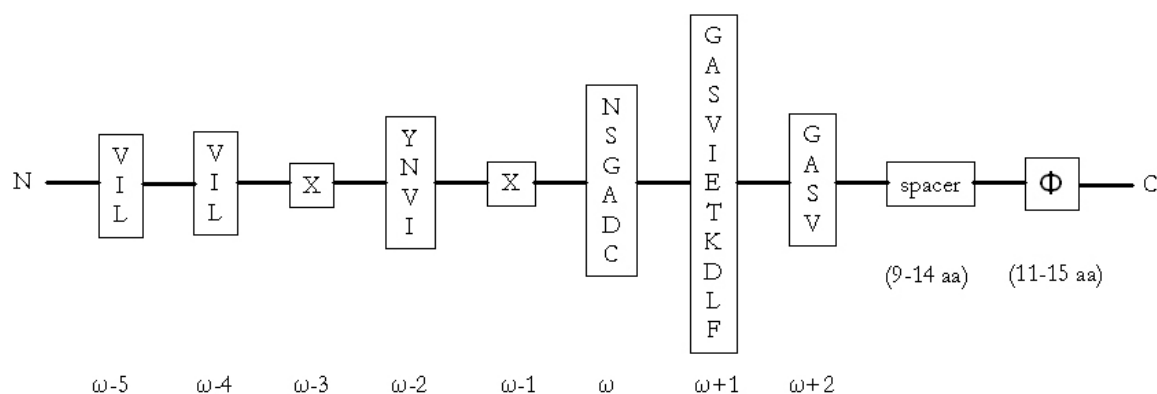 N
V
I
L
V
I
L
X
Y
N
V
I
X
N
S
G
A
D
C
G
A
S
V
I
E
T
K
D
L
F
G
A
S
V
spacer
Φ
C
(9-14 aa) (11-15 aa)
ω-5 ω-4 ω-3 ω-2 ω-1 ω ω+1 ω+2